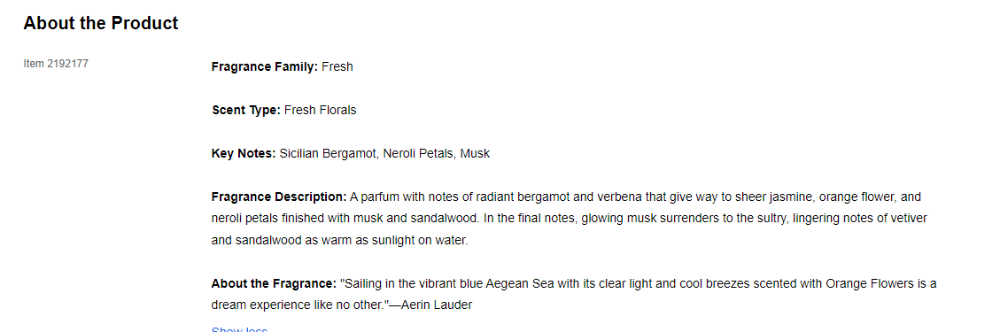 About the Product
Item 2192177
Fragrance Family: Fresh
Scent Type: Fresh Florals
Key Notes: Sicilian Bergamot, Neroli Petals, Musk
Fragrance Description: A parfum with notes of radiant bergamot and verbena that give way to sheer jasmine, orange flower, and
neroli petals finished with musk and sandalwood. In the final notes, glowing musk surrenders to the sultry, lingering notes of vetiver
and sandalwood as warm as sunlight on water.
About the Fragrance: "Sailing in the vibrant blue Aegean Sea with its clear light and cool breezes scented with Orange Flowers is a
dream experience like no other."—Aerin Lauder
Show less